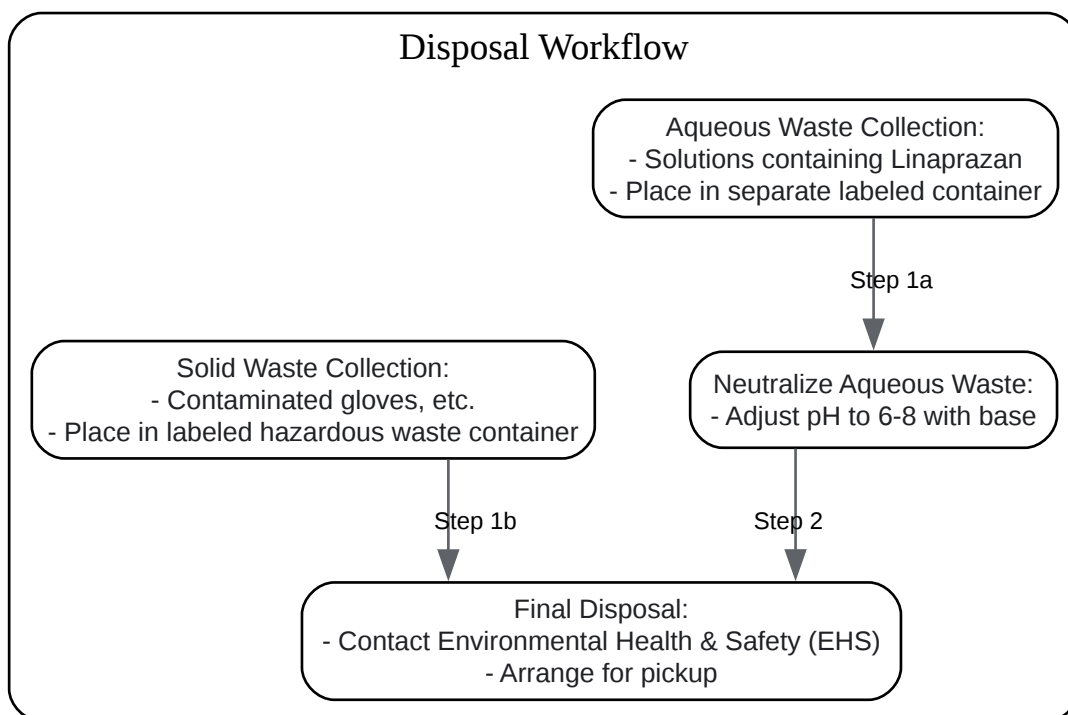 Disposal Workflow
Aqueous Waste Collection:
- Solutions containing Linaprazan
- Place in separate labeled container
Step 1a
Solid Waste Collection:
- Contaminated gloves, etc.
- Place in labeled hazardous waste container
Neutralize Aqueous Waste:
- Adjust pH to 6-8 with base
Step 1b
Step 2
Final Disposal:
- Contact Environmental Health & Safety (EHS)
- Arrange for pickup